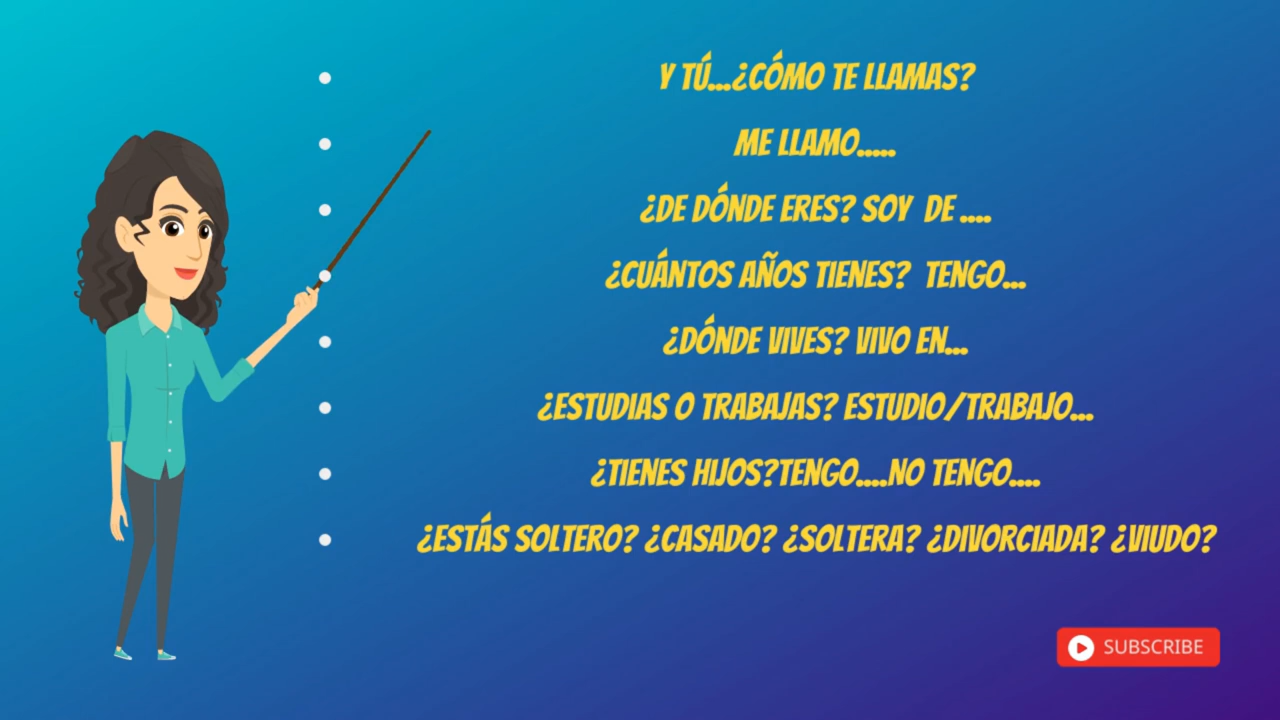 Y TÚ...¿CÓMO TE LLAMAS?
ME LLAMO.....
¿DE DÓNDE ERES? SOY DE ....
¿CUÁNTOS AÑOS TIENES? TENGO...
¿DÓNDE VIVES? VIVO EN...
¿ESTUDIAS O TRABAJAS? ESTUDIO/TRABAJO...
¿TIENES HIJOS?TENGO....NO TENGO....
¿ESTÁS SOLTERO? ¿CASADO? ¿SOLTERA? ¿DIVORCIADA? ¿VIUDO?
SUBSCRIBE